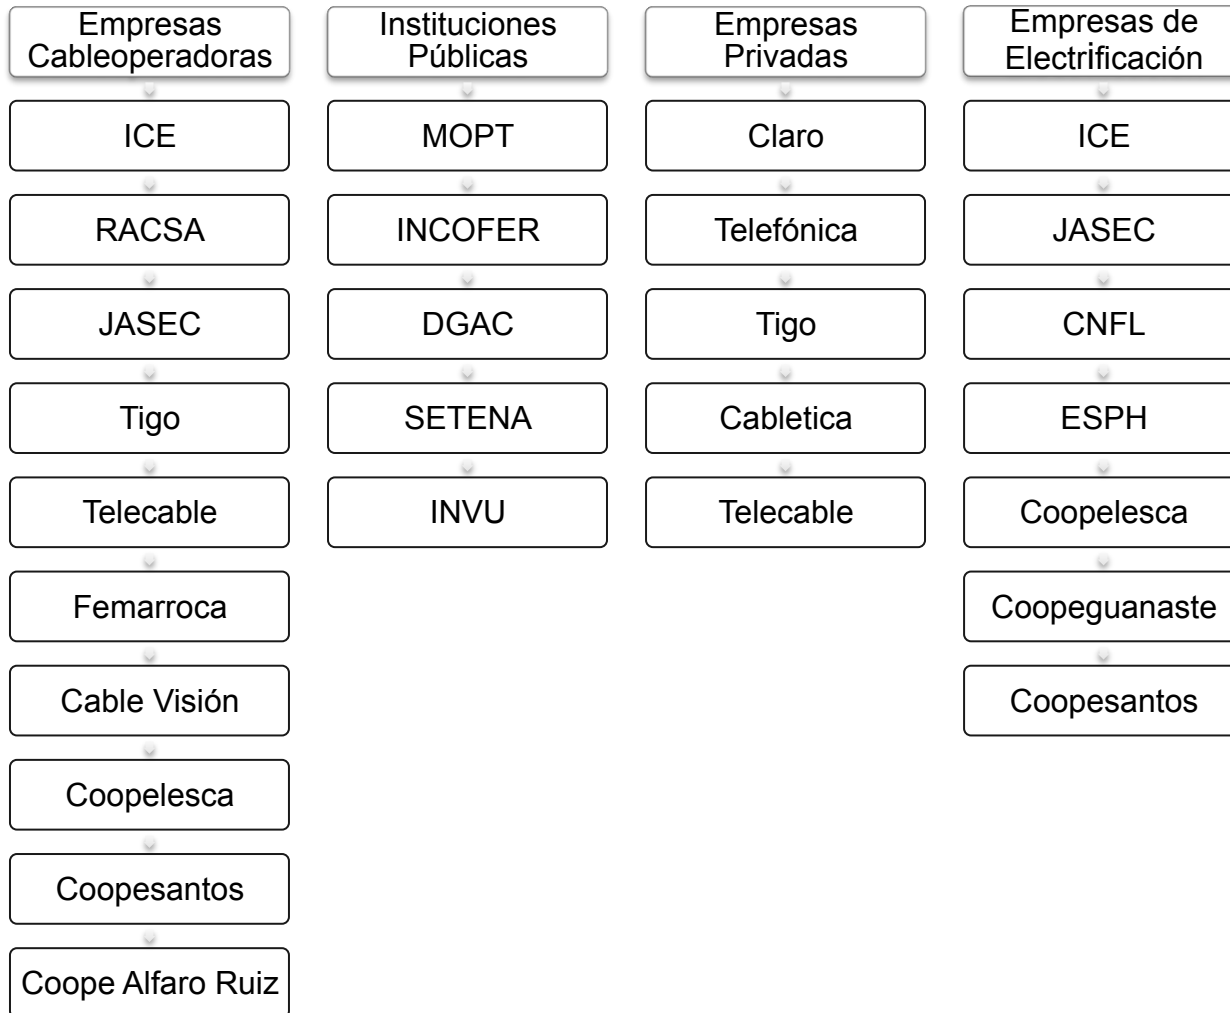 Empresas
Cableoperadoras
ICE
RACSA
JASEC
Tigo
Telecable
Femarroca
Cable Visión
Coopelesca
Coopesantos
Coope Alfaro Ruiz
Instituciones
Públicas
MOPT
INCOFER
DGAC
SETENA
INVU
Empresas
Privadas
Claro
Telefónica
Tigo
Cabletica
Telecable
Empresas de
Electrificación
ICE
JASEC
CNFL
ESPH
Coopelesca
Coopeguanaste
Coopesantos